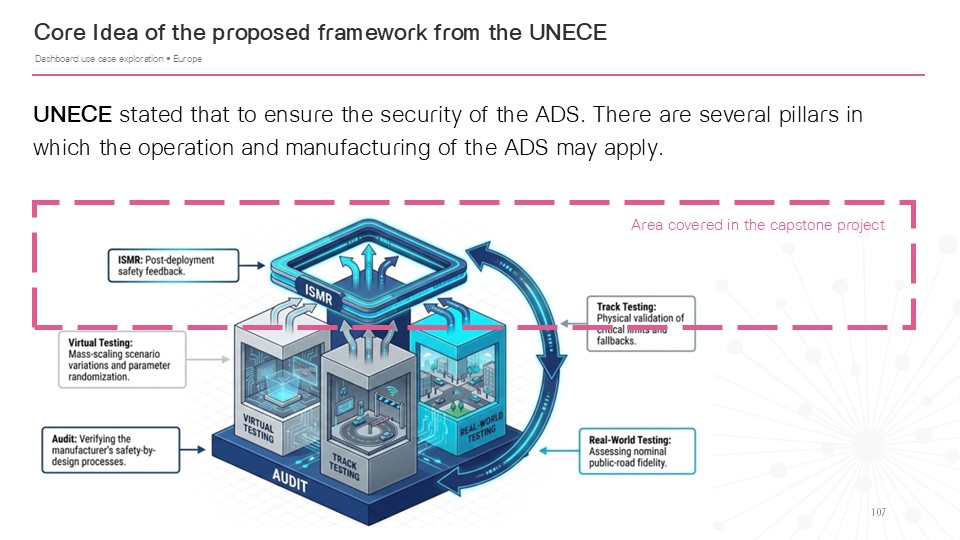 Core Idea of the proposed framework from the UNECE
Dashboard use case exploration • Europe
UNECE stated that to ensure the security of the ADS. There are several pillars in
which the operation and manufacturing of the ADS may apply.
Area covered in the capstone project
ISMR: Post-deployment
safety feedback.
ISMR
Track Testing:
Physical validation of
critical limits and
fallbacks.
Virtual Testing:
Mass-scaling scenario
variations and parameter
randomization.
VIRTUAL
TESTING
TRACK
TESTING
REAL-WORLD
TESTING
Audit: Verifying the
manufacturer's safety-by-
design processes.
Real-World Testing:
Assessing nominal
public-road fidelity.
AUDIT
107